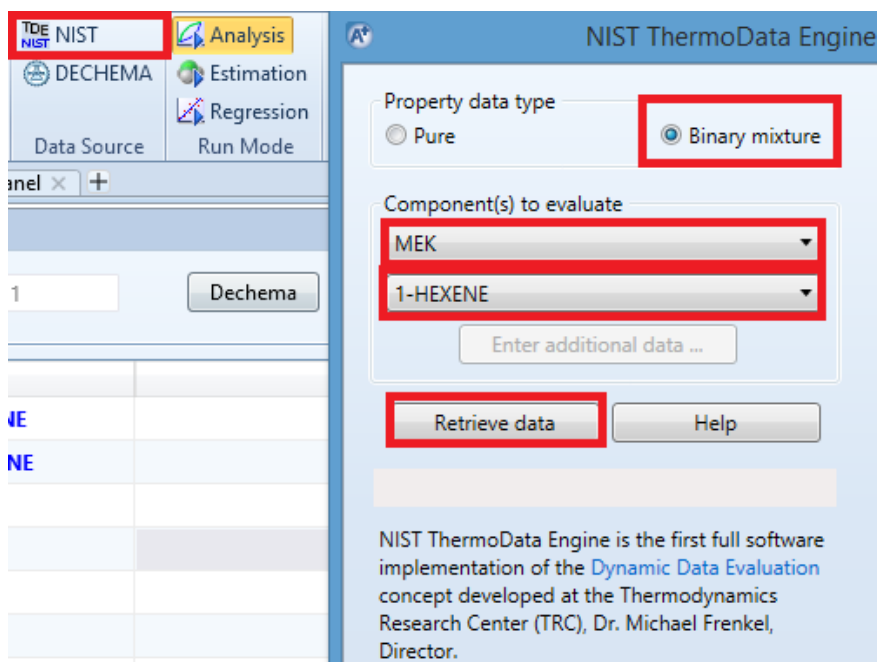 TDE NIST NIST
DECHEMA
Data Source
Analysis
Estimation
Regression
Run Mode
anel × +
1
Dechema
NE
NE
A+
NIST ThermoData Engine
Property data type
Pure
Binary mixture
Component(s) to evaluate
MEK
1-HEXENE
Enter additional data ...
Retrieve data
Help
NIST ThermoData Engine is the first full software
implementation of the Dynamic Data Evaluation
concept developed at the Thermodynamics
Research Center (TRC), Dr. Michael Frenkel,
Director.